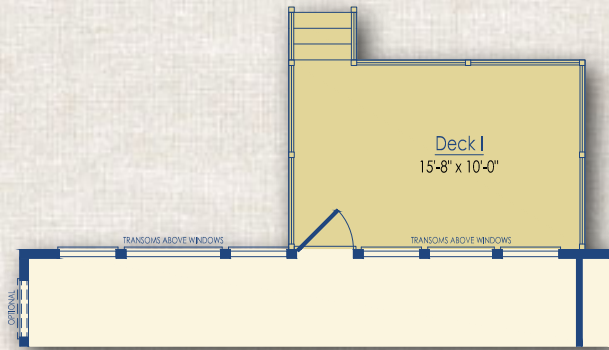 Deck I
15'-8" x 10'-0"
TRANSOMS ABOVE WINDOWS
TRANSOMS ABOVE WINDOWS
OPTIONAL